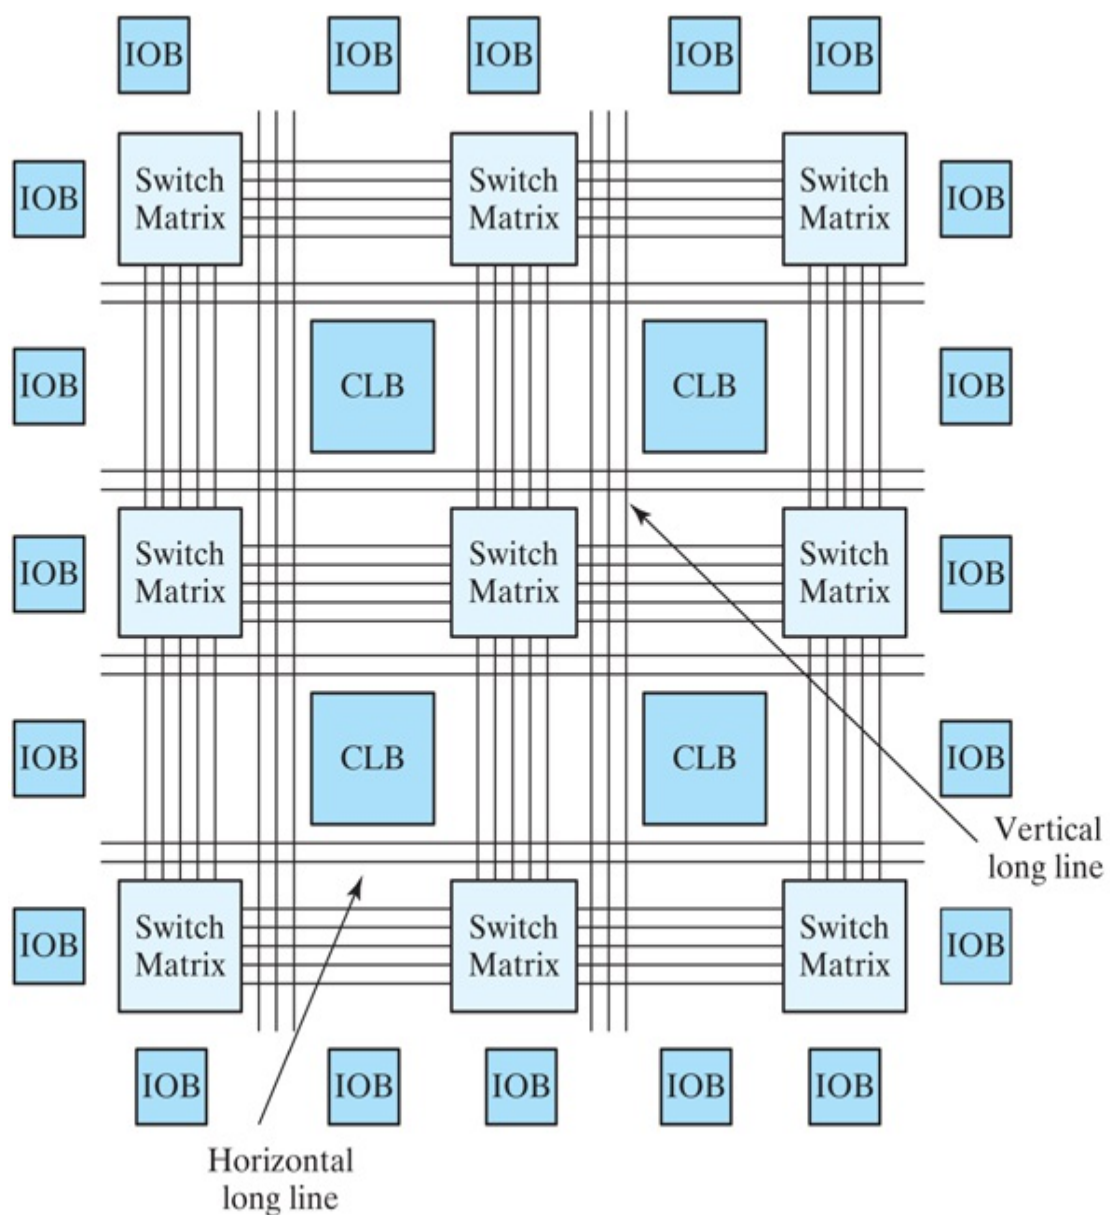 IOB IOB IOB IOB IOB
IOB Switch Matrix Switch Matrix Switch Matrix IOB
IOB CLB CLB IOB
IOB Switch Matrix Switch Matrix Switch Matrix IOB
IOB CLB CLB IOB
Vertical
long line
IOB Switch Matrix Switch Matrix Switch Matrix IOB
IOB IOB IOB IOB IOB
Horizontal
long line